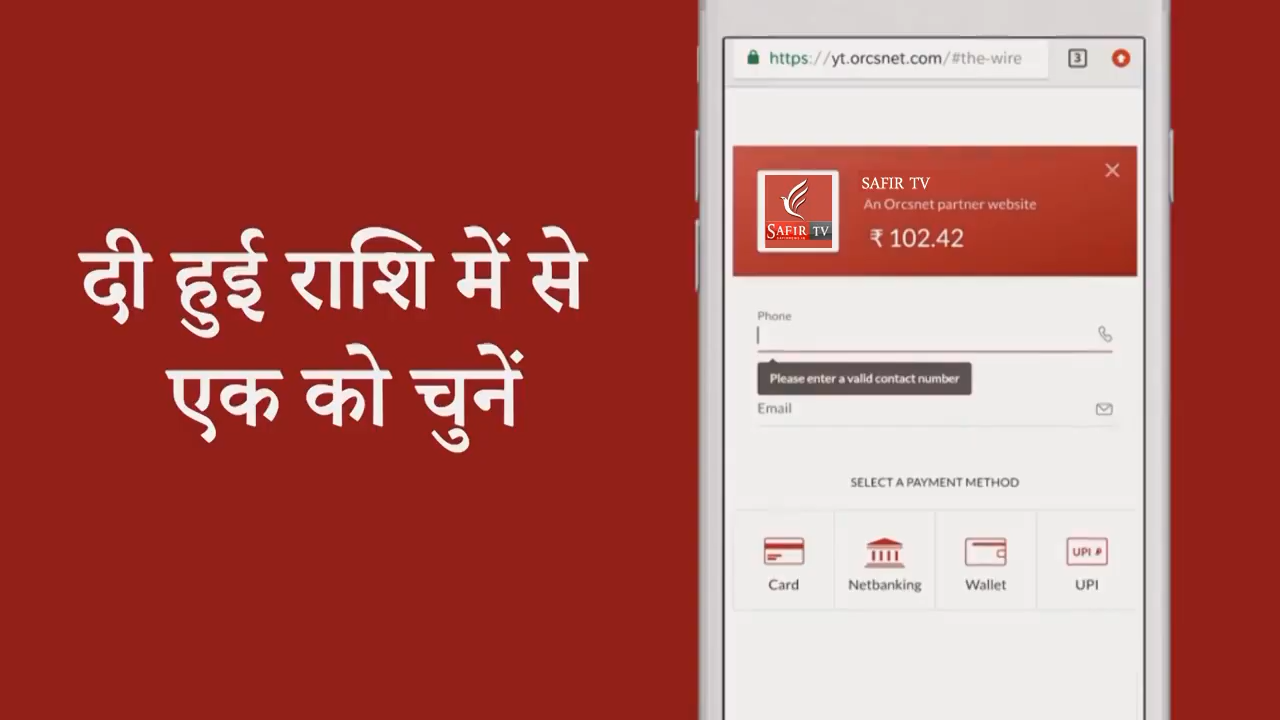 दी हुई राशि में से
एक को चुनें
https://yt.orcsnet.com/#the-wire
3
SAFIR TV
An Orcsnet partner website
₹ 102.42
SAFIR TV
Phone
Please enter a valid contact number
Email
SELECT A PAYMENT METHOD
Card
Netbanking
Wallet
UPI
UPI